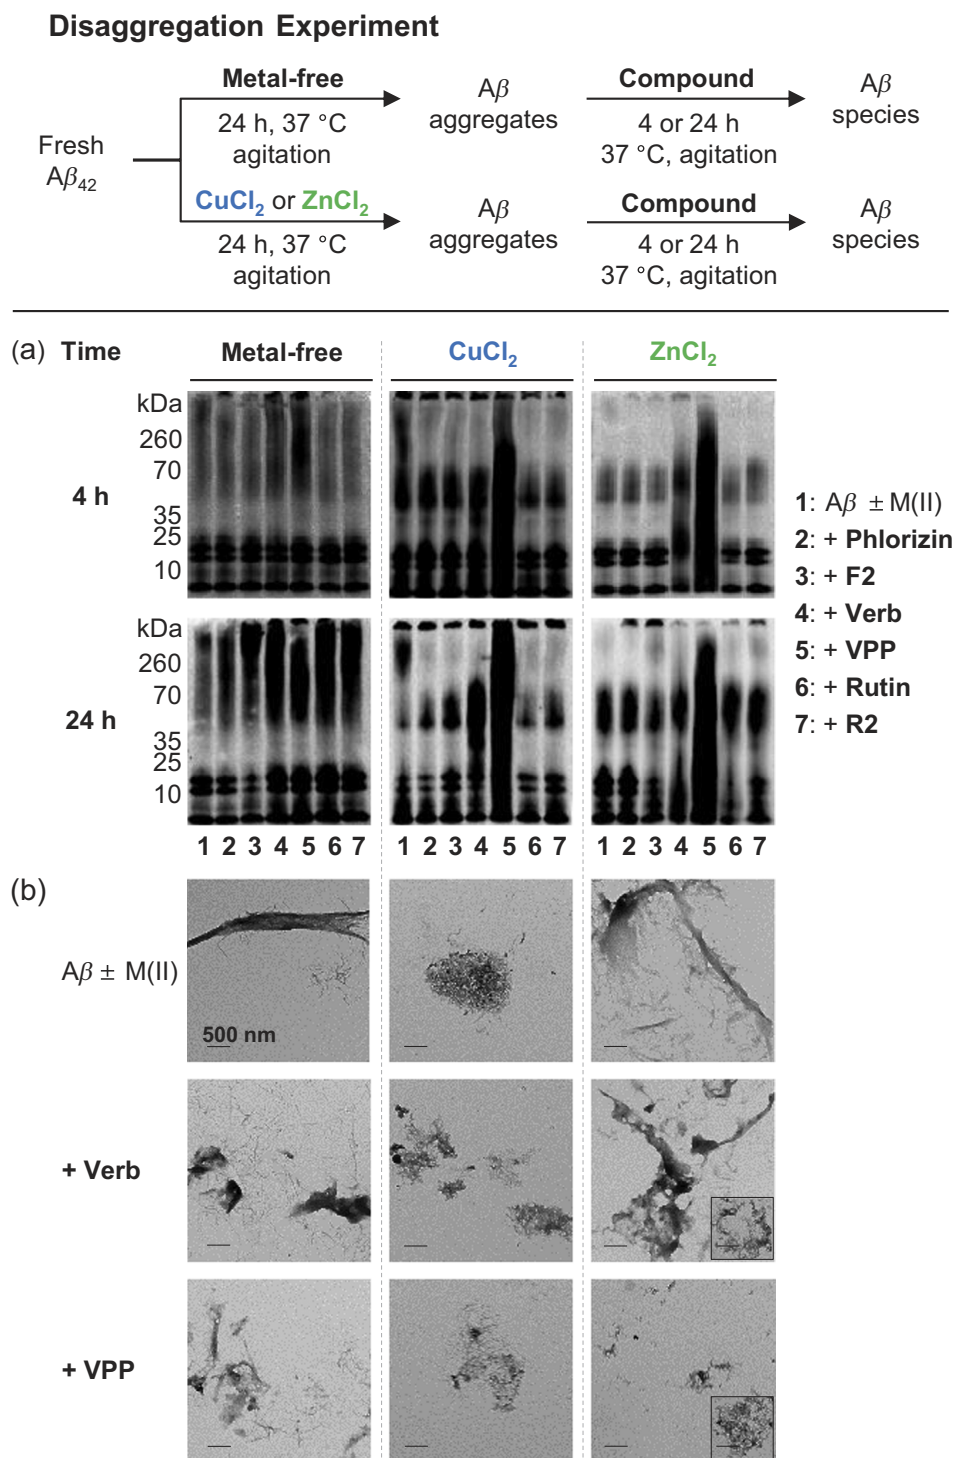 Disaggregation Experiment
Fresh
Aβ42
Metal-free
24 h, 37 °C
agitation
Aβ
aggregates
Compound
4 or 24 h
37 °C, agitation
Aβ
species
CuCl2 or ZnCl2
24 h, 37 °C
agitation
Aβ
aggregates
Compound
4 or 24 h
37 °C, agitation
Aβ
species
(a) Time Metal-free CuCl2 ZnCl2
4 h
kDa
260
70
35
25
10
24 h
kDa
260
70
35
25
10
1 2 3 4 5 6 7 1 2 3 4 5 6 7 1 2 3 4 5 6 7
1: Aβ ± M(II)
2: + Phlorizin
3: + F2
4: + Verb
5: + VPP
6: + Rutin
7: + R2
(b)
Aβ ± M(II)
500 nm
+ Verb
+ VPP